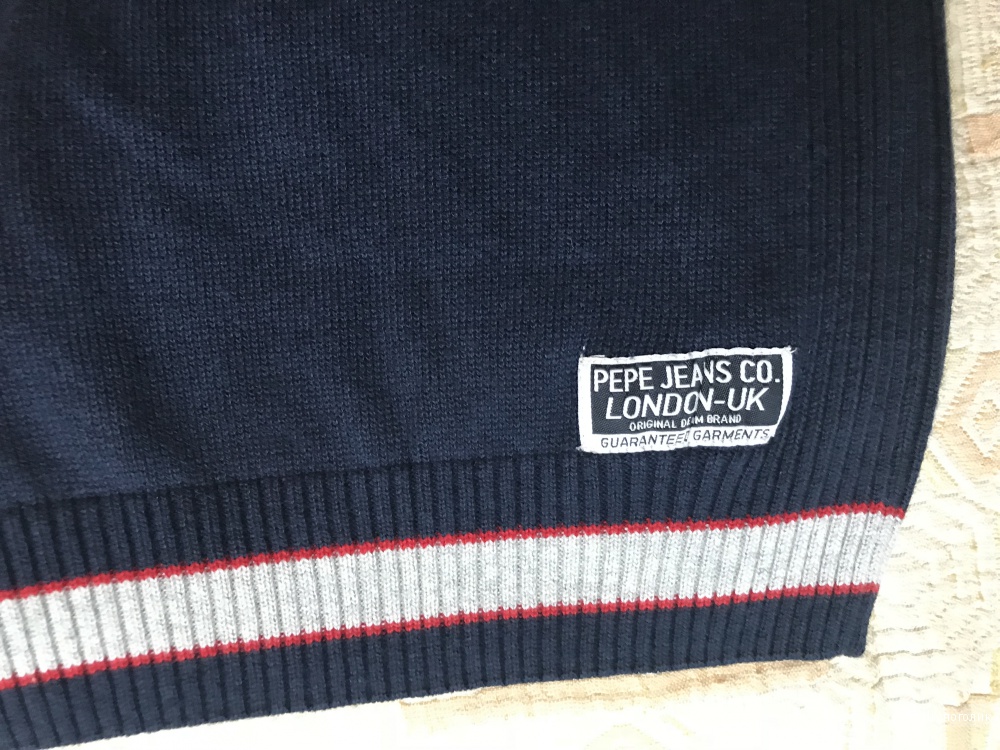 PEPE JEANS CO.
LONDON-UK
ORIGINAL DENIM BRAND
GUARANTEED GARMENTS